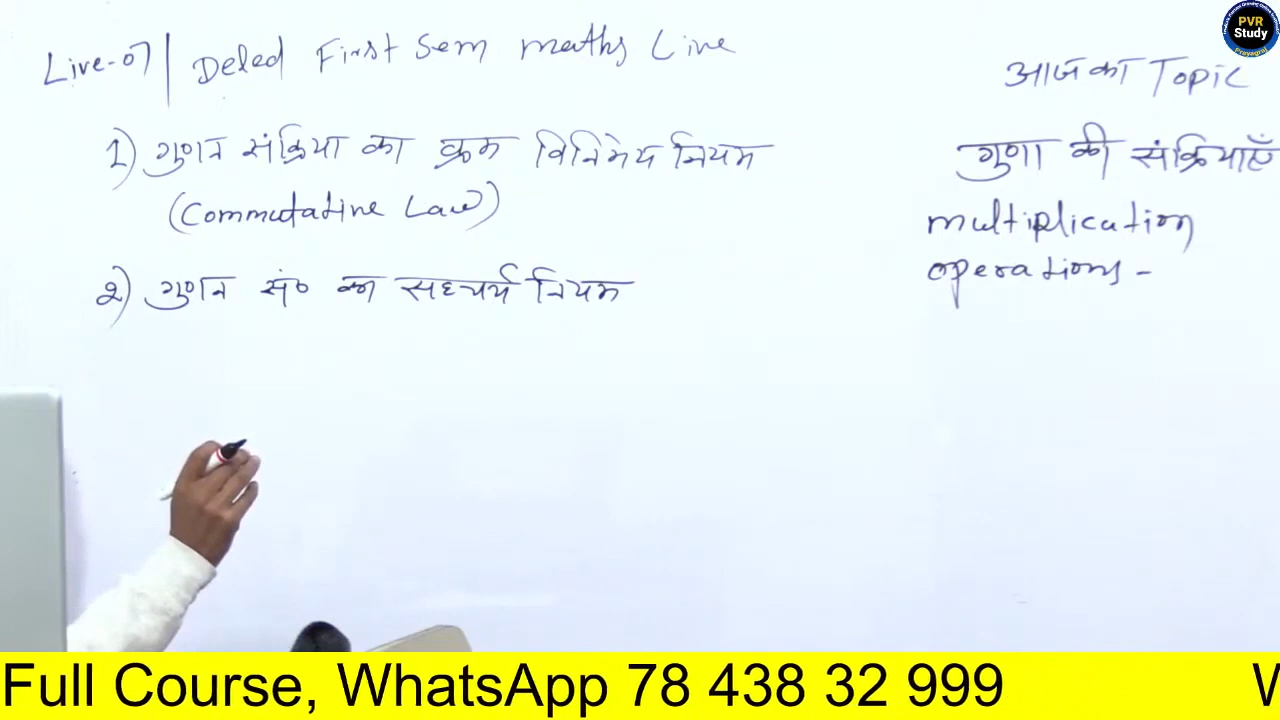 Live-07 | Deled First Sem maths Live
1) गुणन संक्रिया का क्रम विनिमेय नियम
(Commutative Law)
2) गुणन सं० का सहचर्य नियम
आज का Topic
गुणा की संक्रियाएँ
multiplication
operations -
PVR
Study
Prayagraj
Full Course, WhatsApp 78 438 32 999